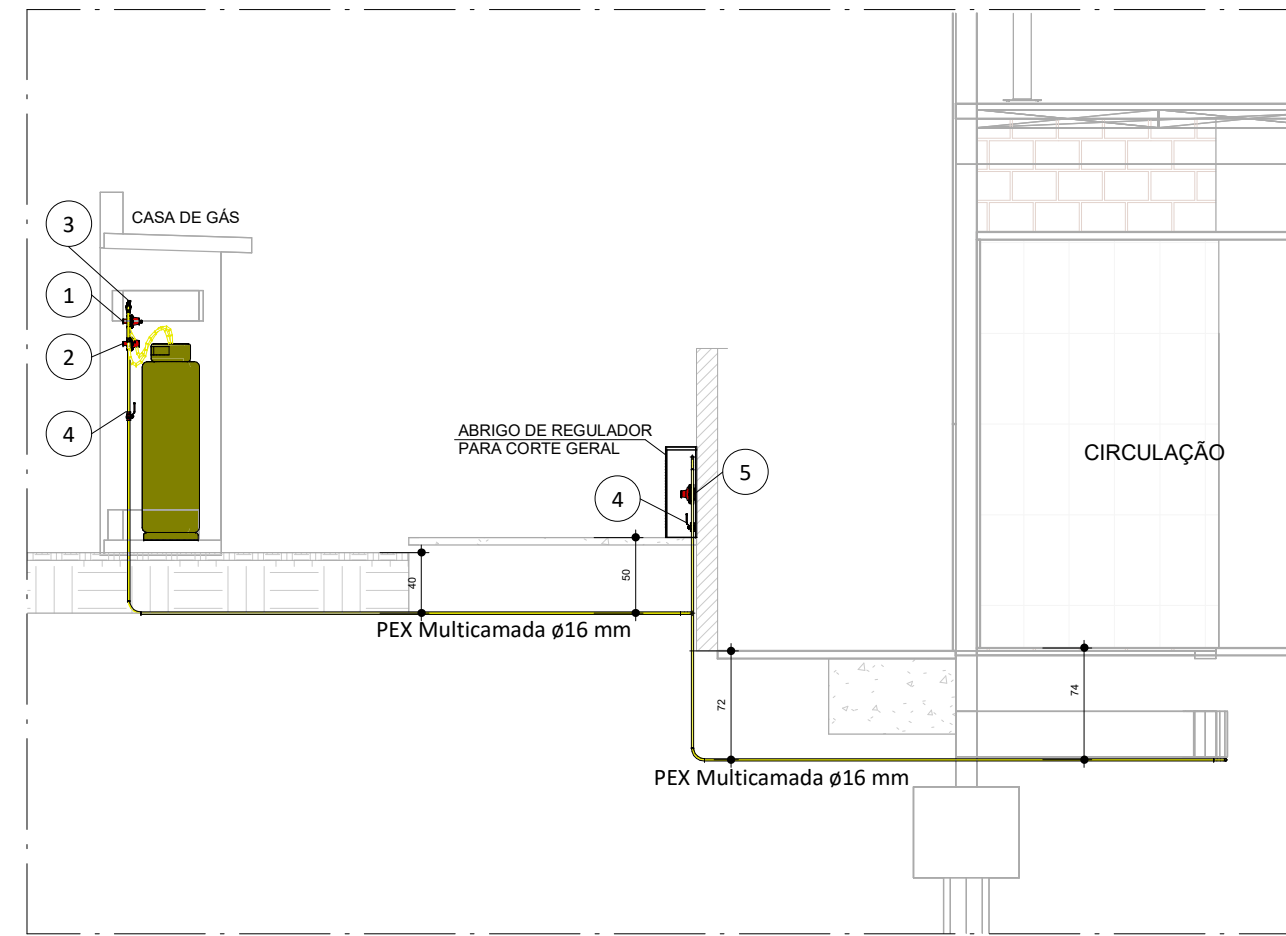 3
CASA DE GÁS
1
2
4
ABRIGO DE REGULADOR
PARA CORTE GERAL
4
5
CIRCULAÇÃO
40
50
PEX Multicamada ø16 mm
72
74
PEX Multicamada ø16 mm